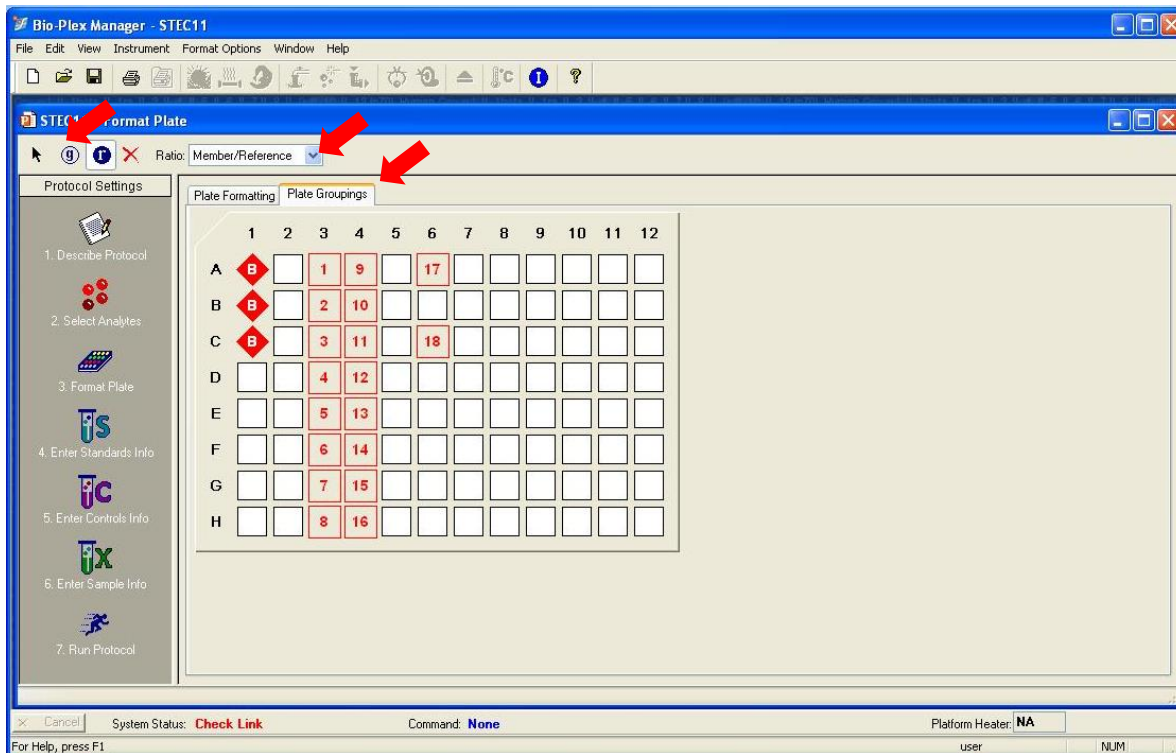 Bio-Plex Manager - STEC11
File Edit View Instrument Format Options Window Help
°C I ?
Format Plate
g r Ratio: Member/Reference
Protocol Settings
Plate Formatting Plate Groupings
1. Describe Protocol
2. Select Analytes
3. Format Plate
S
4. Enter Standards Info
C
5. Enter Controls Info
X
6. Enter Sample Info
7. Run Protocol
1 2 3 4 5 6 7 8 9 10 11 12
A B 1 9 17
B B 2 10
C B 3 11 18
D 4 12
E 5 13
F 6 14
G 7 15
H 8 16
Cancel System Status: Check Link Command: None Platform Heater: NA
For Help, press F1 user NUM